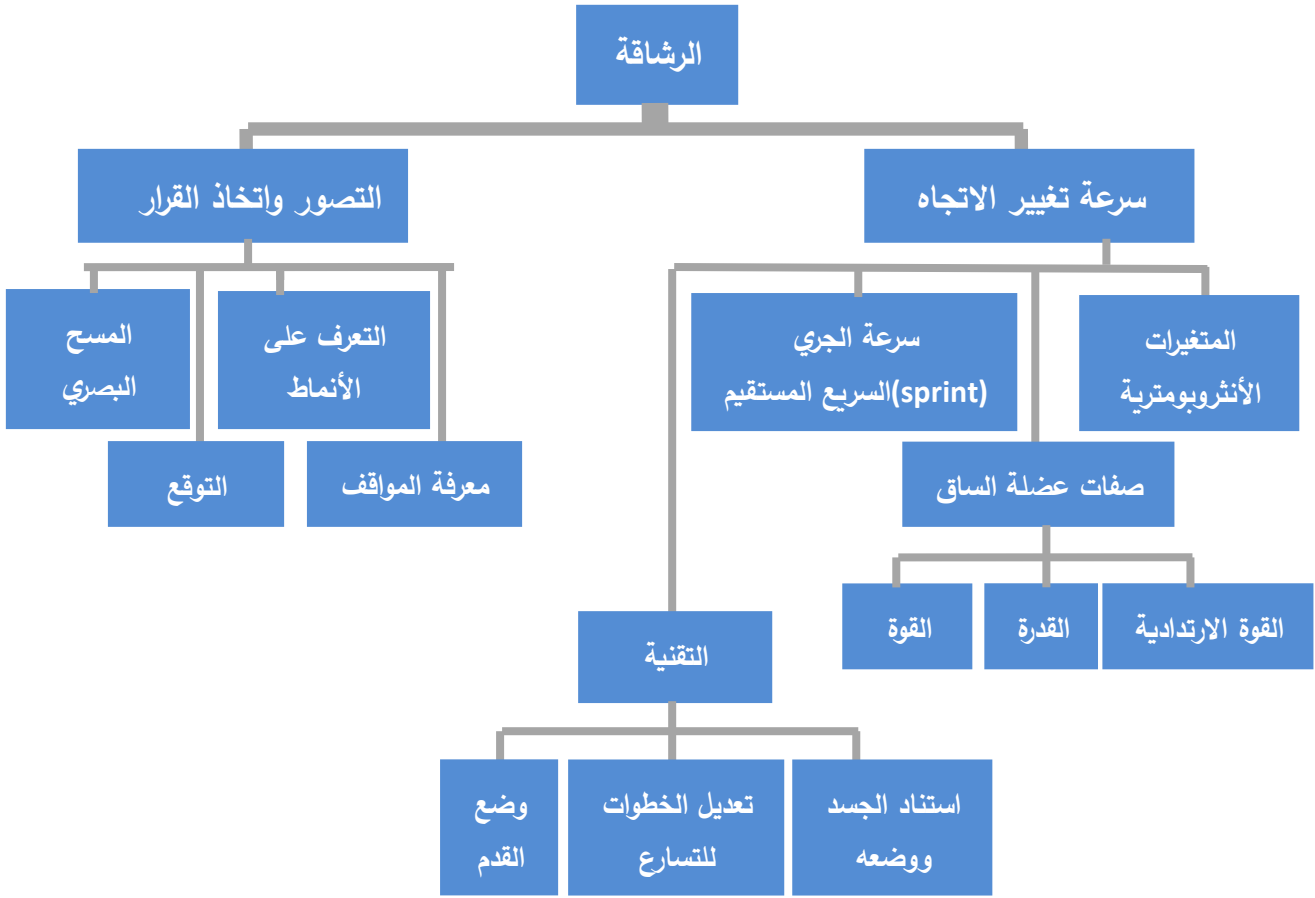 الرشاقة
سرعة تغيير الاتجاه
التصور واتخاذ القرار
المتغيرات
الأنثروبومترية
سرعة الجري
السريع المستقيم(sprint)
التعرف على
الأنماط
المسح
البصري
صفات عضلة الساق
معرفة المواقف
التوقع
القوة الارتدادية
القدرة
القوة
التقنية
استناد الجسد
ووضعه
تعديل الخطوات
للتسارع
وضع
القدم